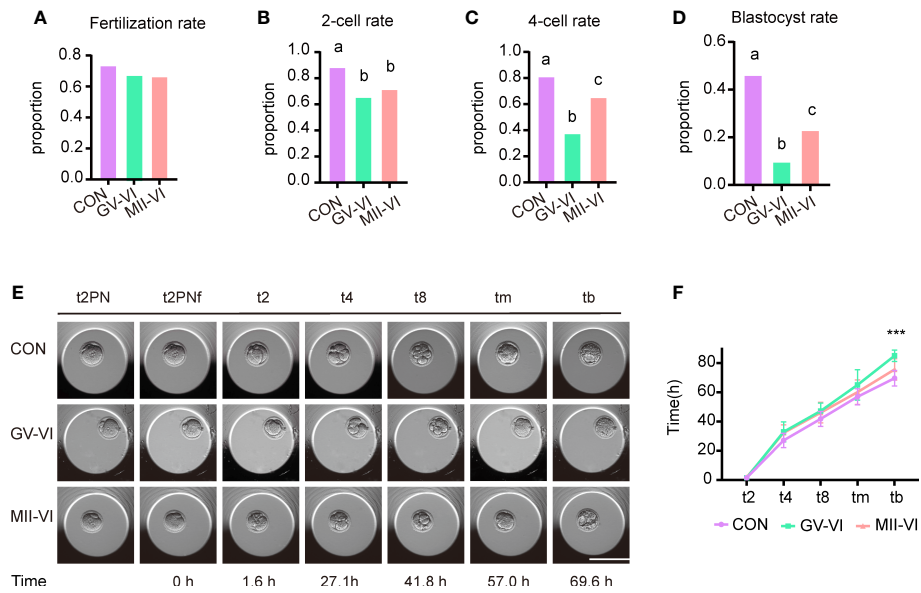 A Fertilization rate
proportion
0.8
0.6
0.4
0.2
0.0
CON
GV-VI
MII-VI
B 2-cell rate
proportion
1.0
0.8
0.6
0.4
0.2
0.0
a
b
b
CON
GV-VI
MII-VI
C 4-cell rate
proportion
1.0
0.8
0.6
0.4
0.2
0.0
a
b
c
CON
GV-VI
MII-VI
D Blastocyst rate
proportion
0.6
0.4
0.2
0.0
a
b
c
CON
GV-VI
MII-VI
E
t2PN t2PNf t2 t4 t8 tm tb
CON
GV-VI
MII-VI
Time 0 h 1.6 h 27.1h 41.8 h 57.0 h 69.6 h
F
***
Time(h)
80
60
40
20
0
t2 t4 t8 tm tb
CON GV-VI MII-VI